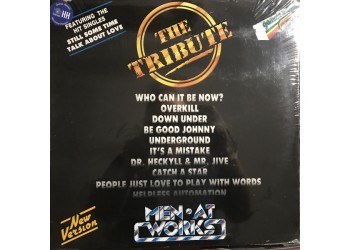 FEATURING THE
HIT SINGLES
STILL SOME TIME
TALK ABOUT LOVE
THE
TRIBUTE
WHO CAN IT BE NOW?
OVERKILL
DOWN UNDER
BE GOOD JOHNNY
UNDERGROUND
IT'S A MISTAKE
DR. HECKYLL & MR. JIVE
CATCH A STAR
PEOPLE JUST LOVE TO PLAY WITH WORDS
HELPLESS AUTOMATION
New
Version
MEN·AT
WORKS